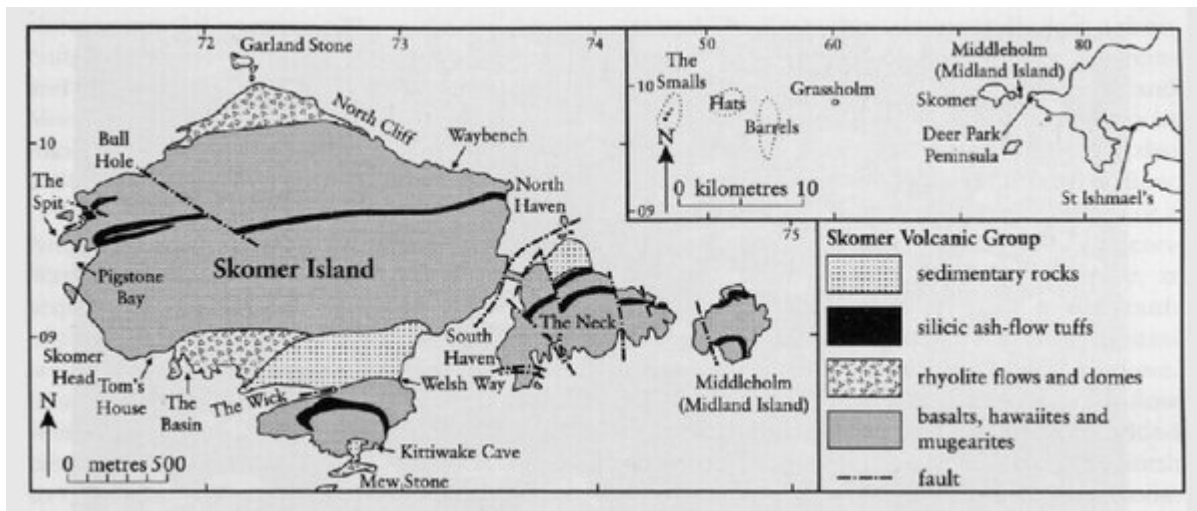 72
73
74
Garland Stone
North Cliff
Waybench
10
Bull
Hole
The
Spit
North
Haven
Pigstone
Bay
Skomer Island
09
Skomer
Head
Tom's
House
The
Basin
The Wick
South
Haven
The Neck
Welsh Way
Kittiwake Cave
Mew Stone
Middleholm
(Midland Island)
N
0 metres 500
50
60
70
80
The
Smalls
10
Flats
Barrels
Grassholm
Middleholm
(Middland Island)
Skomer
Deer Park
Peninsula
St Ishmael's
N
0 kilometres 10
09
75
Skomer Volcanic Group
sedimentary rocks
silicic ash-flow tuffs
rhyolite flows and domes
basalts, hawaiites and
mugearites
fault